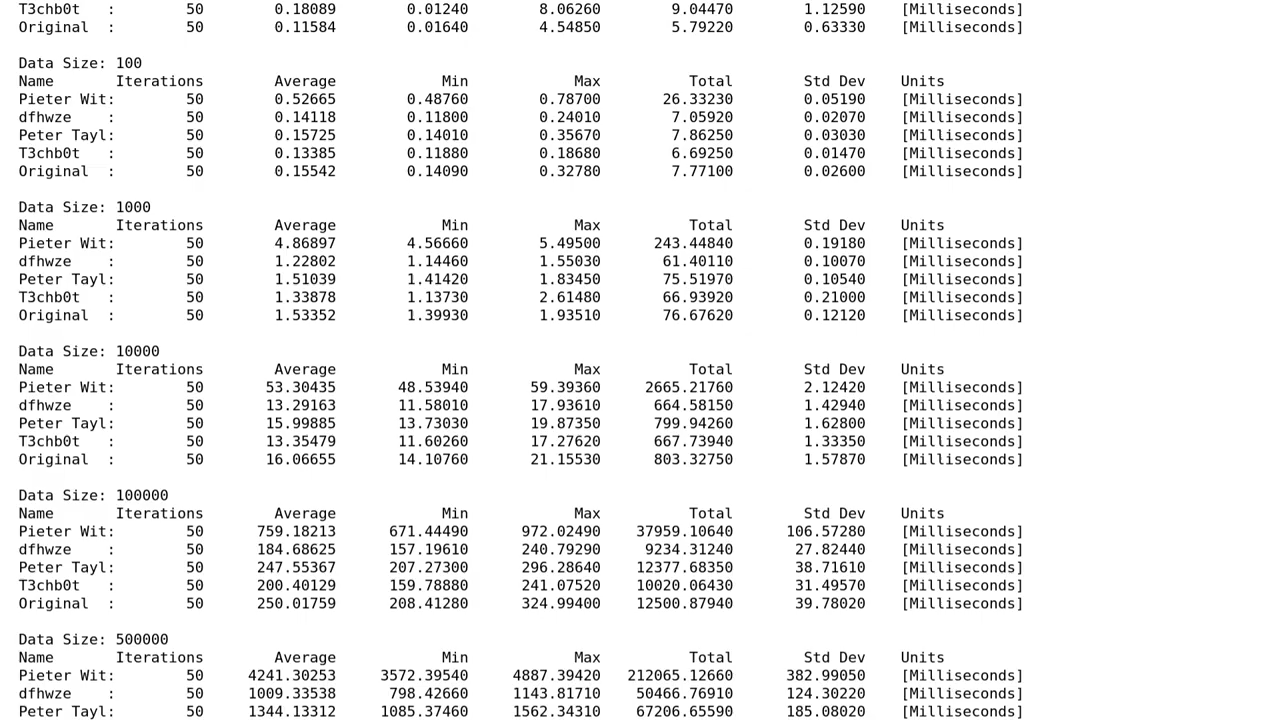 T3chb0t   :        50        0.18089        0.01240        8.06260        9.04470        1.12590    [Milliseconds]
Original  :        50        0.11584        0.01640        4.54850        5.79220        0.63330    [Milliseconds]
Data Size: 100
Name       Iterations        Average            Min            Max          Total        Std Dev    Units
Pieter Wit:        50        0.52665        0.48760        0.78700       26.33230        0.05190    [Milliseconds]
dfhwze    :        50        0.14118        0.11800        0.24010        7.05920        0.02070    [Milliseconds]
Peter Tayl:        50        0.15725        0.14010        0.35670        7.86250        0.03030    [Milliseconds]
T3chb0t   :        50        0.13385        0.11880        0.18680        6.69250        0.01470    [Milliseconds]
Original  :        50        0.15542        0.14090        0.32780        7.77100        0.02600    [Milliseconds]
Data Size: 1000
Name       Iterations        Average            Min            Max          Total        Std Dev    Units
Pieter Wit:        50        4.86897        4.56660        5.49500      243.44840        0.19180    [Milliseconds]
dfhwze    :        50        1.22802        1.14460        1.55030       61.40110        0.10070    [Milliseconds]
Peter Tayl:        50        1.51039        1.41420        1.83450       75.51970        0.10540    [Milliseconds]
T3chb0t   :        50        1.33878        1.13730        2.61480       66.93920        0.21000    [Milliseconds]
Original  :        50        1.53352        1.39930        1.93510       76.67620        0.12120    [Milliseconds]
Data Size: 10000
Name       Iterations        Average            Min            Max          Total        Std Dev    Units
Pieter Wit:        50       53.30435       48.53940       59.39360     2665.21760        2.12420    [Milliseconds]
dfhwze    :        50       13.29163       11.58010       17.93610      664.58150        1.42940    [Milliseconds]
Peter Tayl:        50       15.99885       13.73030       19.87350      799.94260        1.62800    [Milliseconds]
T3chb0t   :        50       13.35479       11.60260       17.27620      667.73940        1.33350    [Milliseconds]
Original  :        50       16.06655       14.10760       21.15530      803.32750        1.57870    [Milliseconds]
Data Size: 100000
Name       Iterations        Average            Min            Max          Total        Std Dev    Units
Pieter Wit:        50      759.18213      671.44490      972.02490    37959.10640      106.57280    [Milliseconds]
dfhwze    :        50      184.68625      157.19610      240.79290     9234.31240       27.82440    [Milliseconds]
Peter Tayl:        50      247.55367      207.27300      296.28640    12377.68350       38.71610    [Milliseconds]
T3chb0t   :        50      200.40129      159.78880      241.07520    10020.06430       31.49570    [Milliseconds]
Original  :        50      250.01759      208.41280      324.99400    12500.87940       39.78020    [Milliseconds]
Data Size: 500000
Name       Iterations        Average            Min            Max          Total        Std Dev    Units
Pieter Wit:        50     4241.30253     3572.39540     4887.39420   212065.12660      382.99050    [Milliseconds]
dfhwze    :        50     1009.33538      798.42660     1143.81710    50466.76910      124.30220    [Milliseconds]
Peter Tayl:        50     1344.13312     1085.37460     1562.34310    67206.65590      185.08020    [Milliseconds]